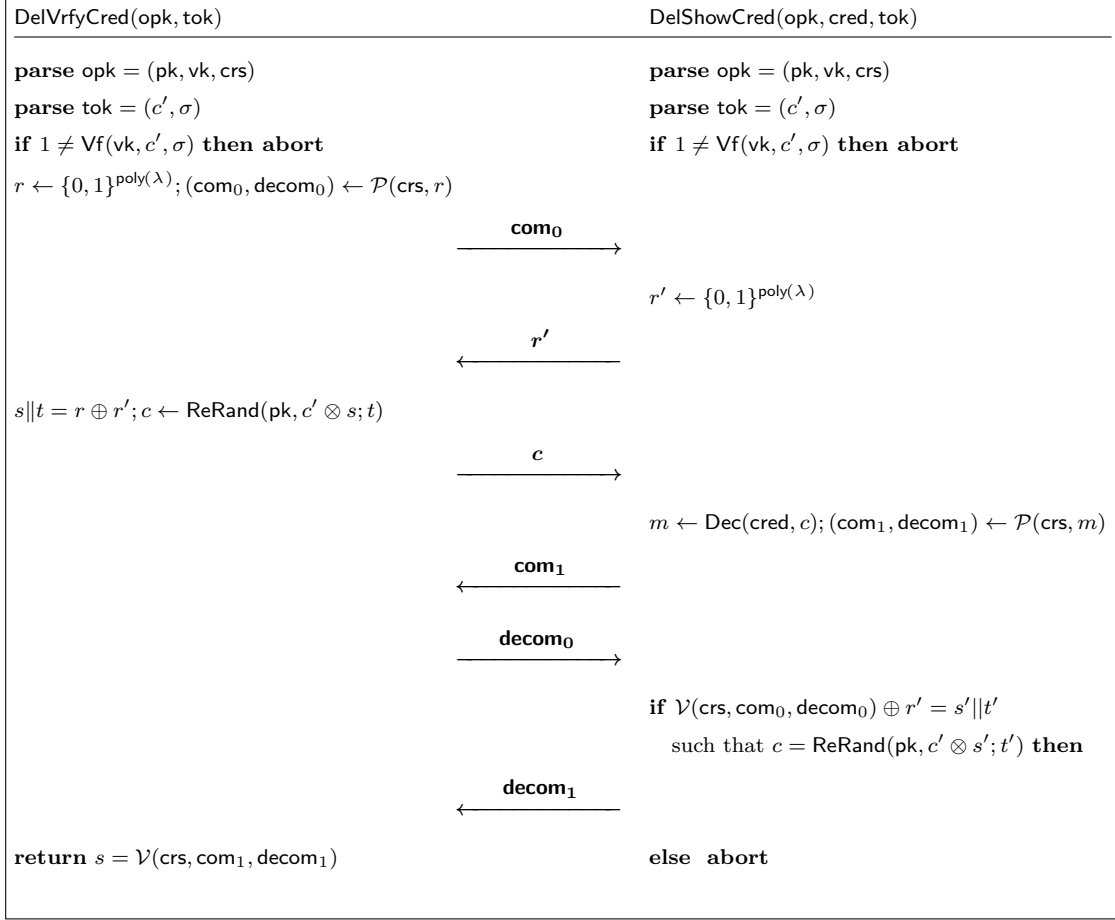 DelVrfyCred(opk, tok) DelShowCred(opk, cred, tok)
parse opk = (pk, vk, crs) parse opk = (pk, vk, crs)
parse tok = (c′, σ) parse tok = (c′, σ)
if 1 ≠ Vf(vk, c′, σ) then abort if 1 ≠ Vf(vk, c′, σ) then abort
r ← {0, 1}^poly(λ); (com₀, decom₀) ← 𝒫(crs, r)
com₀
r′ ← {0, 1}^poly(λ)
r′
s‖t = r ⊕ r′; c ← ReRand(pk, c′ ⊗ s; t)
c
m ← Dec(cred, c); (com₁, decom₁) ← 𝒫(crs, m)
com₁
decom₀
if 𝒱(crs, com₀, decom₀) ⊕ r′ = s′||t′
such that c = ReRand(pk, c′ ⊗ s′; t′) then
decom₁
return s = 𝒱(crs, com₁, decom₁) else abort